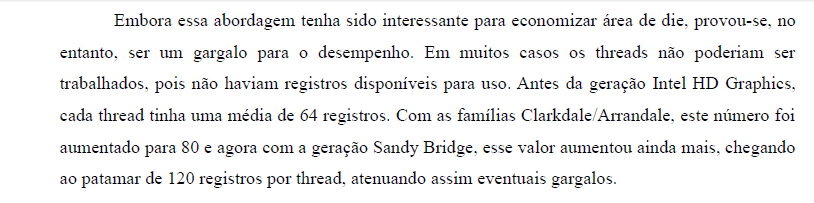 Embora essa abordagem tenha sido interessante para economizar área de die, provou-se, no
entanto, ser um gargalo para o desempenho. Em muitos casos os threads não poderiam ser
trabalhados, pois não haviam registros disponíveis para uso. Antes da geração Intel HD Graphics,
cada thread tinha uma média de 64 registros. Com as famílias Clarkdale/Arrandale, este número foi
aumentado para 80 e agora com a geração Sandy Bridge, esse valor aumentou ainda mais, chegando
ao patamar de 120 registros por thread, atenuando assim eventuais gargalos.